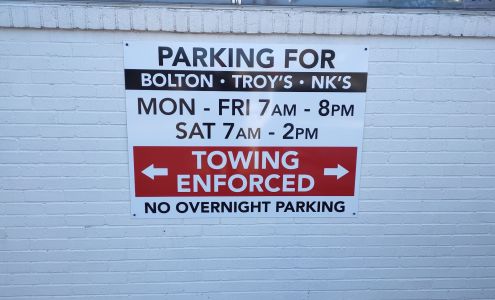 PARKING FOR
BOLTON • TROY'S • NK'S
MON - FRI 7AM - 8PM
SAT 7AM - 2PM
TOWING
ENFORCED
NO OVERNIGHT PARKING